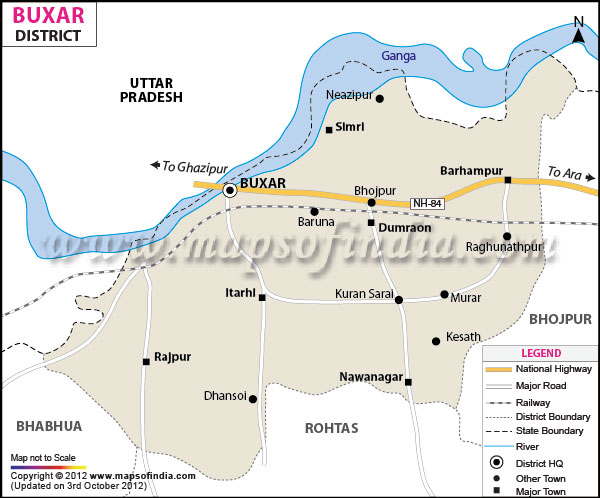 BUXAR
DISTRICT
N
Ganga
UTTAR
PRADESH
Neazipur
Simri
To Ghazipur
BUXAR
Barhampur
To Ara
Bhojpur
NH-84
Baruna
Dumraon
Raghunathpur
www.mapsofindia.com
Itarhi
Kuran Sarai
Murar
BHOJPUR
Kesath
Rajpur
Nawanagar
Dhansoi
BHABHUA
ROHTAS
LEGEND
National Highway
Major Road
Railway
District Boundary
State Boundary
River
District HQ
Other Town
Major Town
Map not to Scale
Copyright © 2012 www.mapsofindia.com
(Updated on 3rd October 2012)